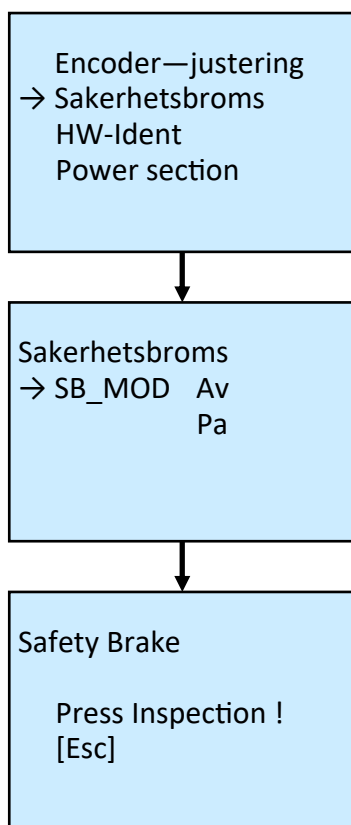 Encoder—justering
→ Sakerhetsbroms
HW-Ident
Power section
Sakerhetsbroms
→ SB_MOD Av
Pa
Safety Brake
Press Inspection !
[Esc]